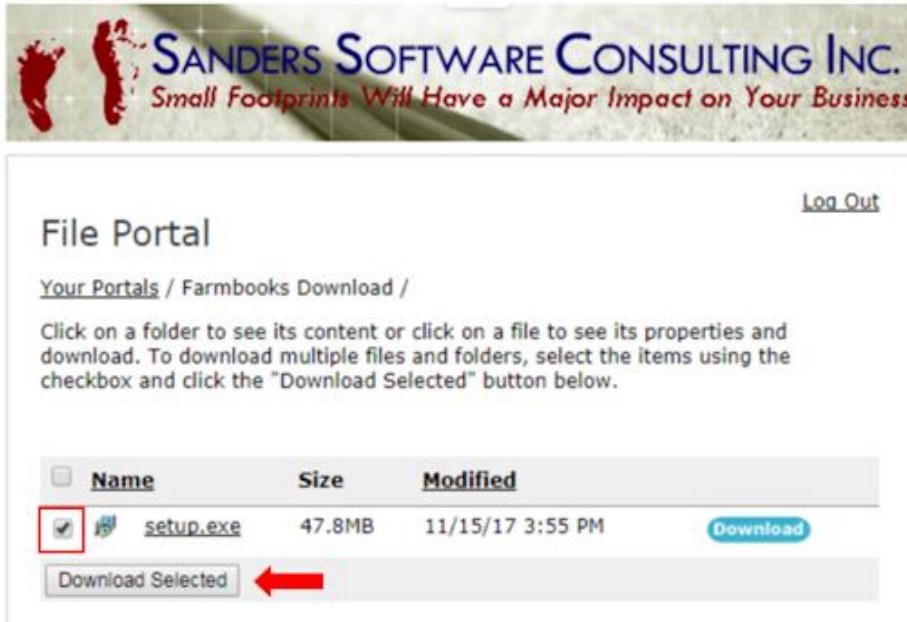 SANDERS SOFTWARE CONSULTING INC.
Small Footprints Will Have a Major Impact on Your Business
Log Out
File Portal
Your Portals / Farmbooks Download /
Click on a folder to see its content or click on a file to see its properties and
download. To download multiple files and folders, select the items using the
checkbox and click the "Download Selected" button below.
Name Size Modified
setup.exe 47.8MB 11/15/17 3:55 PM Download
Download Selected